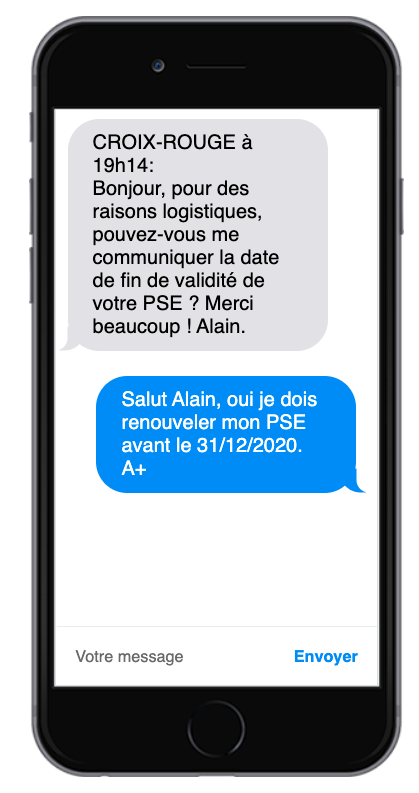 CROIX-ROUGE à
19h14:
Bonjour, pour des
raisons logistiques,
pouvez-vous me
communiquer la date
de fin de validité de
votre PSE ? Merci
beaucoup ! Alain.
Salut Alain, oui je dois
renouveler mon PSE
avant le 31/12/2020.
A+
Votre message Envoyer